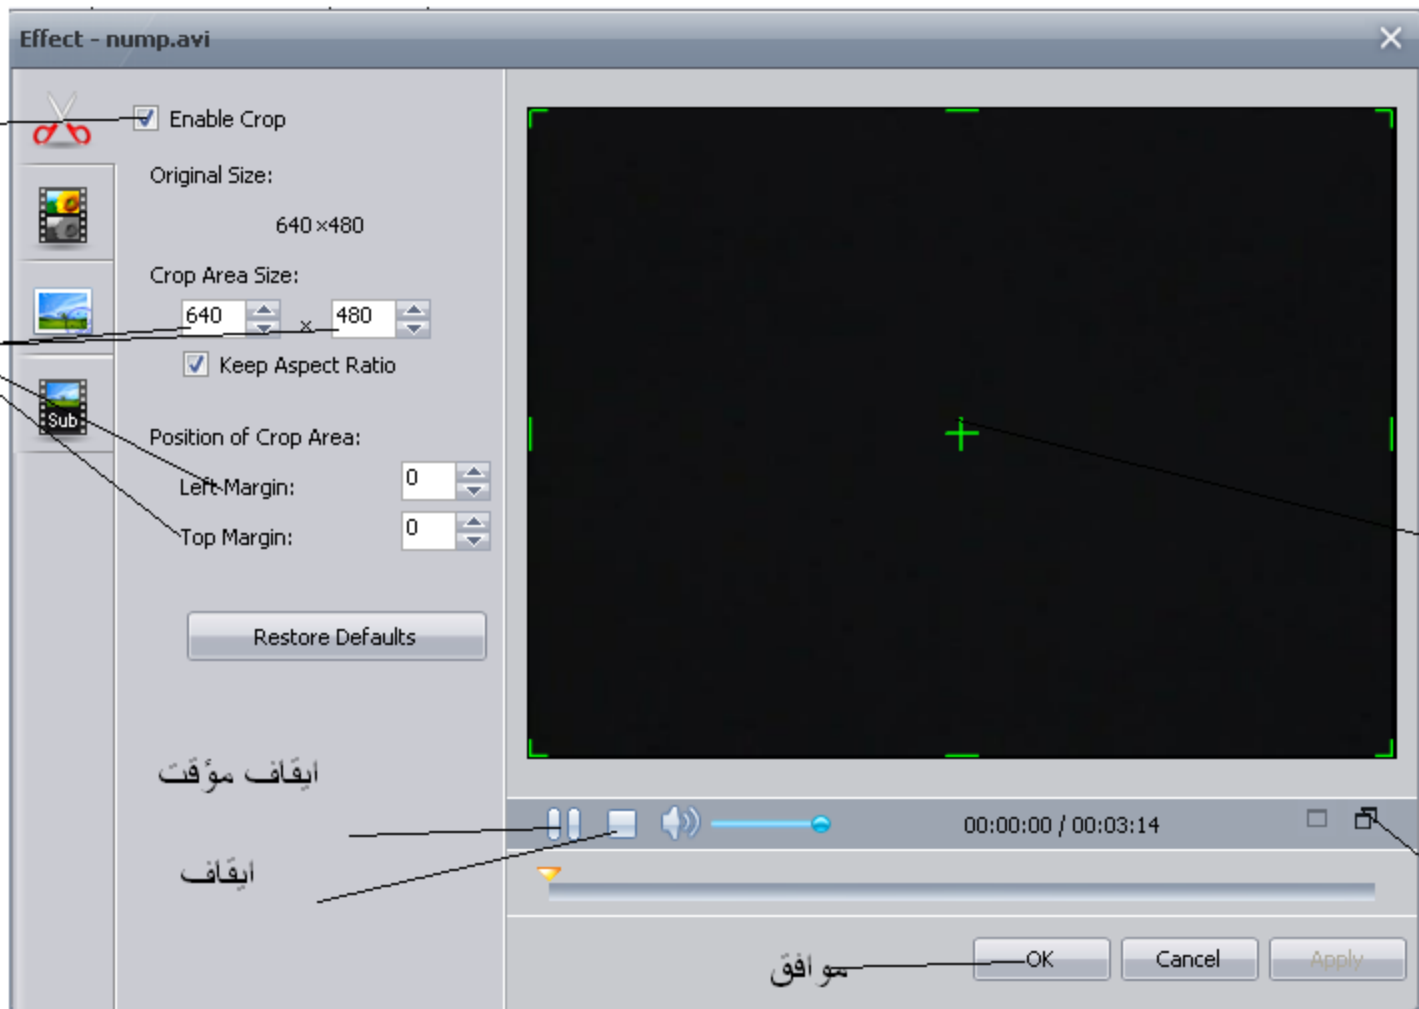 Effect - nump.avi
Enable Crop
Original Size:
640×480
Crop Area Size:
640 x 480
Keep Aspect Ratio
Sub
Position of Crop Area:
Left Margin: 0
Top Margin: 0
Restore Defaults
ايقاف مؤقت
ايقاف
00:00:00 / 00:03:14
موافق
OK
Cancel
Apply